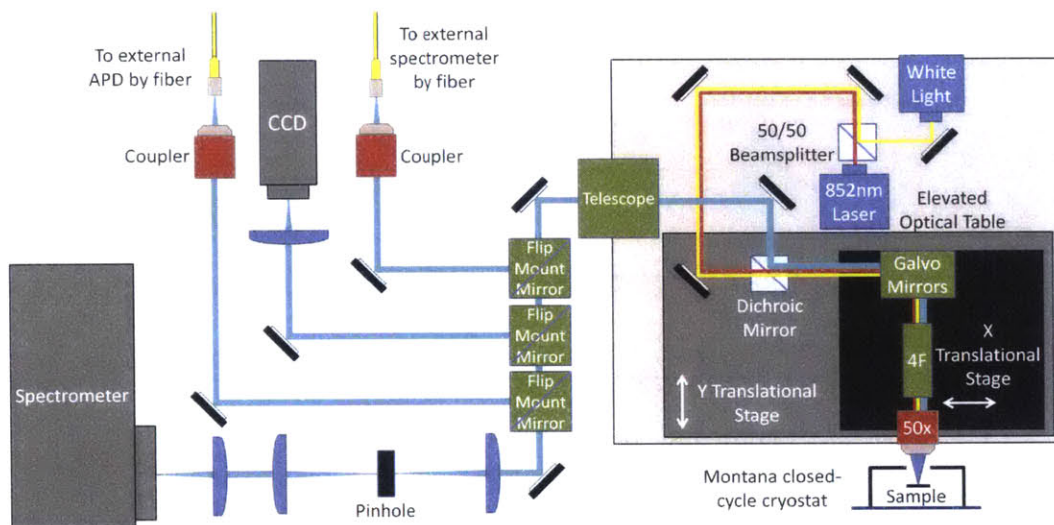 To external
APD by fiber
To external
spectrometer
by fiber
CCD
Coupler
Coupler
White
Light
50/50
Beamsplitter
852nm
Laser
Telescope
Elevated
Optical Table
Flip
Mount
Mirror
Galvo
Mirrors
Dichroic
Mirror
Flip
Mount
Mirror
X
Translational
Stage
4F
Spectrometer
Flip
Mount
Mirror
Y Translational
Stage
50x
Pinhole
Montana closed-
cycle cryostat
Sample